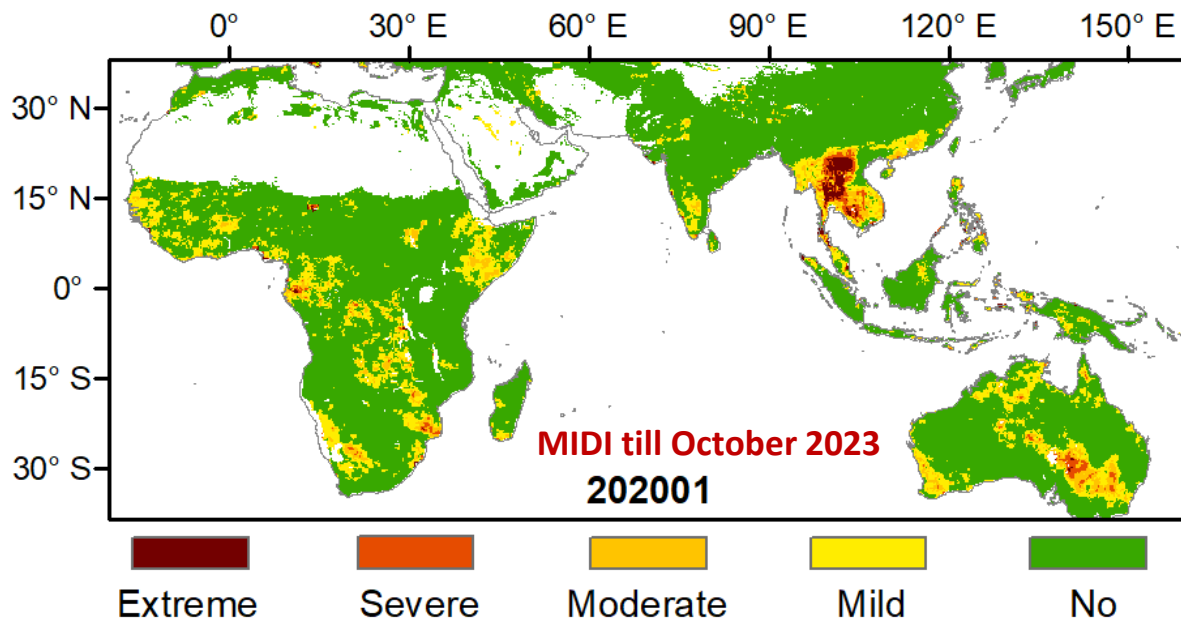 0° 30° E 60° E 90° E 120° E 150° E
30° N
15° N
0°
15° S
30° S
MIDI till October 2023
202001
Extreme Severe Moderate Mild No